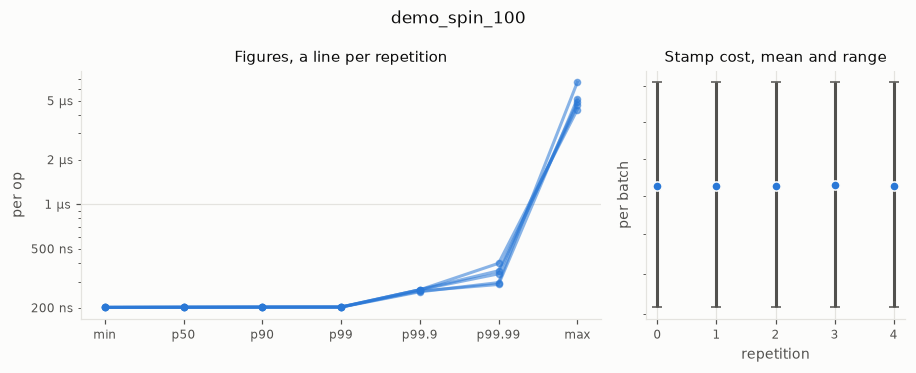 demo_spin_100
Figures, a line per repetition
Stamp cost, mean and range
per op
5 µs
2 µs
1 µs
500 ns
200 ns
min p50 p90 p99 p99.9 p99.99 max
per batch
0 1 2 3 4
repetition